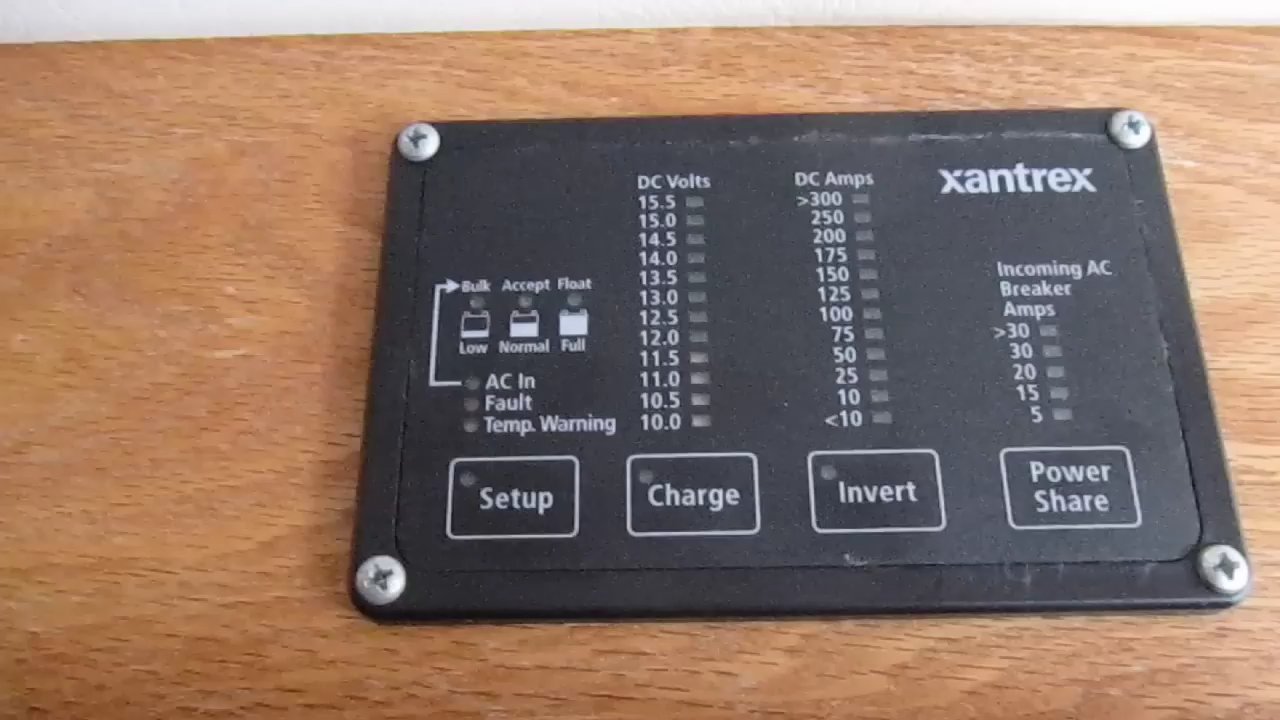 xantrex
DC Volts
15.5
15.0
14.5
14.0
13.5
13.0
12.5
12.0
11.5
11.0
10.5
10.0
DC Amps
>300
250
200
175
150
125
100
75
50
25
10
<10
Incoming AC
Breaker
Amps
>30
30
20
15
5
Bulk Accept Float
Low Normal Full
AC In
Fault
Temp. Warning
Setup
Charge
Invert
Power
Share